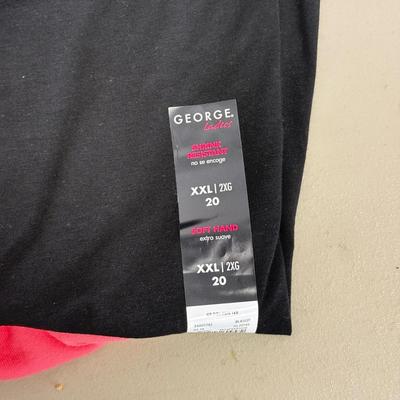 GEORGE.
Ladies
SHRINK
RESISTANT
no se encoge
XXL | 2XG
20
SOFT HAND
extra suave
XXL | 2XG
20